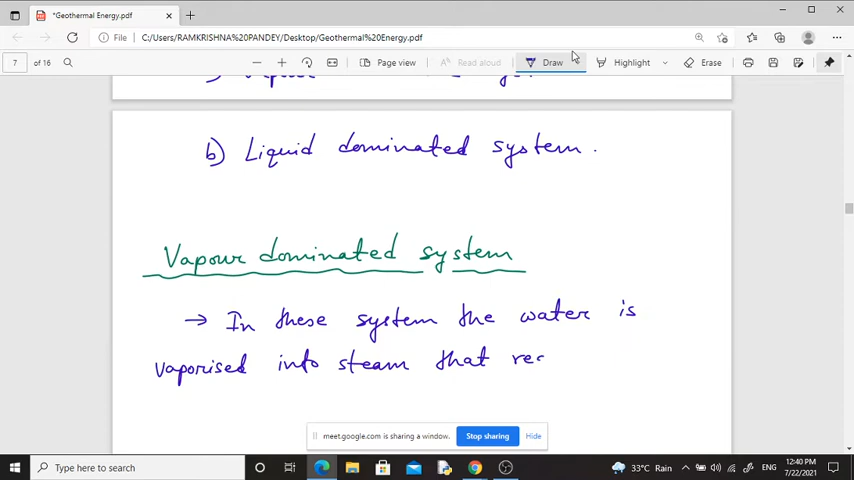 *Geothermal Energy.pdf
File C:/Users/RAMKRISHNA%20PANDEY/Desktop/Geothermal%20Energy.pdf
7 of 16 Page view Read aloud Draw Highlight Erase
b) Liquid dominated system.
Vapour dominated system
→ In these system the water is
vaporised into steam that rec
meet.google.com is sharing a window. Stop sharing Hide
Type here to search 33°C Rain ENG 12:40 PM
7/22/2021